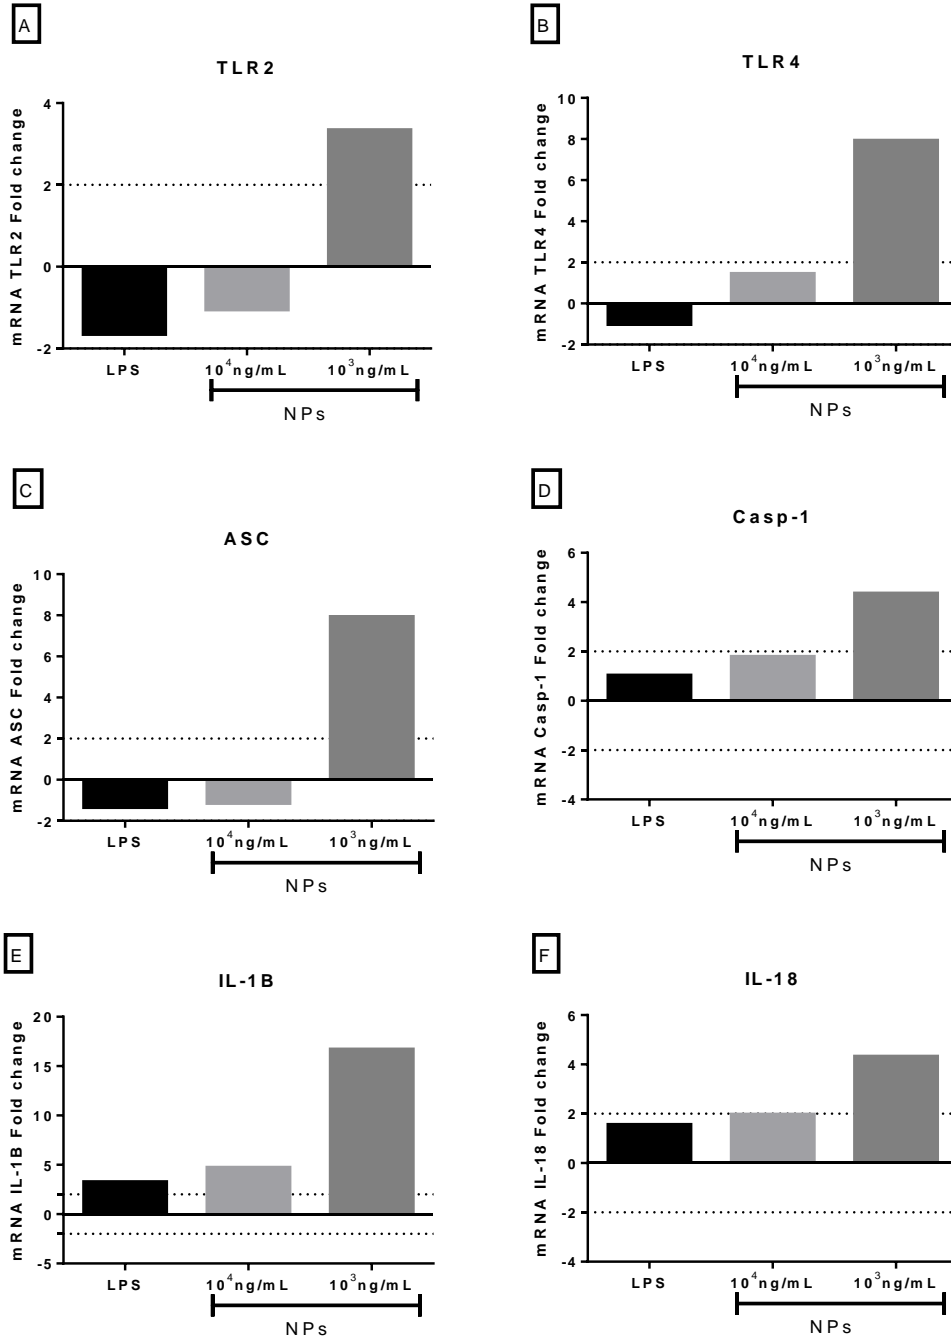 A
TLR2
mRNA TLR2 Fold change
4
2
0
-2
LPS
10⁴ng/mL
10³ng/mL
NPs
B
TLR4
mRNA TLR4 Fold change
10
8
6
4
2
0
-2
LPS
10⁴ng/mL
10³ng/mL
NPs
C
ASC
mRNA ASC Fold change
10
8
6
4
2
0
-2
LPS
10⁴ng/mL
10³ng/mL
NPs
D
Casp-1
mRNA Casp-1 Fold change
6
4
2
0
-2
-4
LPS
10⁴ng/mL
10³ng/mL
NPs
E
IL-1B
mRNA IL-1B Fold change
20
15
10
5
0
-5
LPS
10⁴ng/mL
10³ng/mL
NPs
F
IL-18
mRNA IL-18 Fold change
6
4
2
0
-2
-4
LPS
10⁴ng/mL
10³ng/mL
NPs